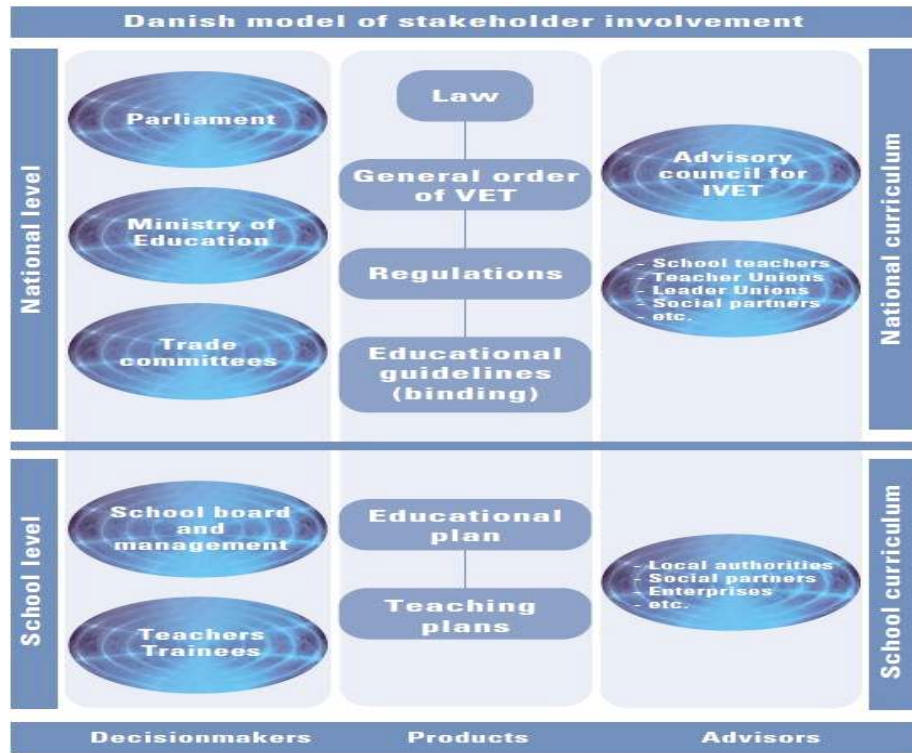 Danish model of stakeholder involvement
National level
Parliament
Ministry of
Education
Trade
committees
Law
General order
of VET
Regulations
Educational
guidelines
(binding)
Advisory
council for
IVET
- School teachers
- Teacher Unions
- Leader Unions
- Social partners
- etc.
National curriculum
School level
School board
and
management
Teachers
Trainees
Educational
plan
Teaching
plans
- Local authorities
- Social partners
- Enterprises
- etc.
School curriculum
Decisionmakers
Products
Advisors